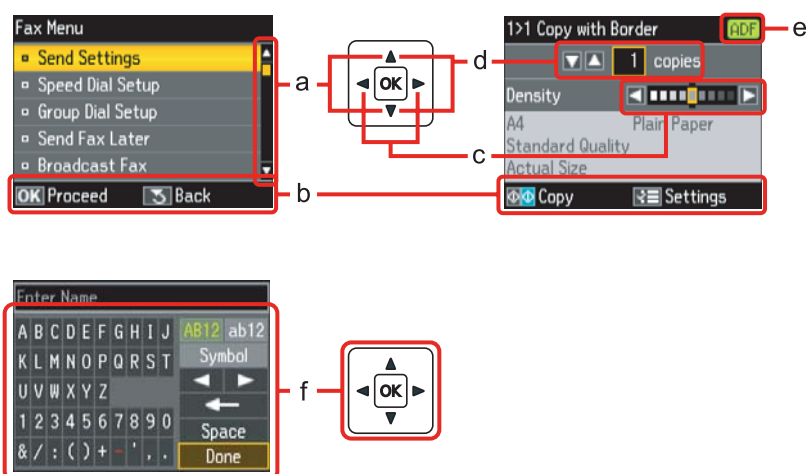 Fax Menu
Send Settings
Speed Dial Setup
Group Dial Setup
Send Fax Later
Broadcast Fax
OK Proceed Back
a
b
OK
d
c
1>1 Copy with Border ADF
e
1 copies
Density
A4 Plain Paper
Standard Quality
Actual Size
Copy Settings
Enter Name
A B C D E F G H I J AB12 ab12
K L M N O P Q R S T Symbol
U V W X Y Z
1 2 3 4 5 6 7 8 9 0 Space
& / : ( ) + - ' , . Done
f
OK